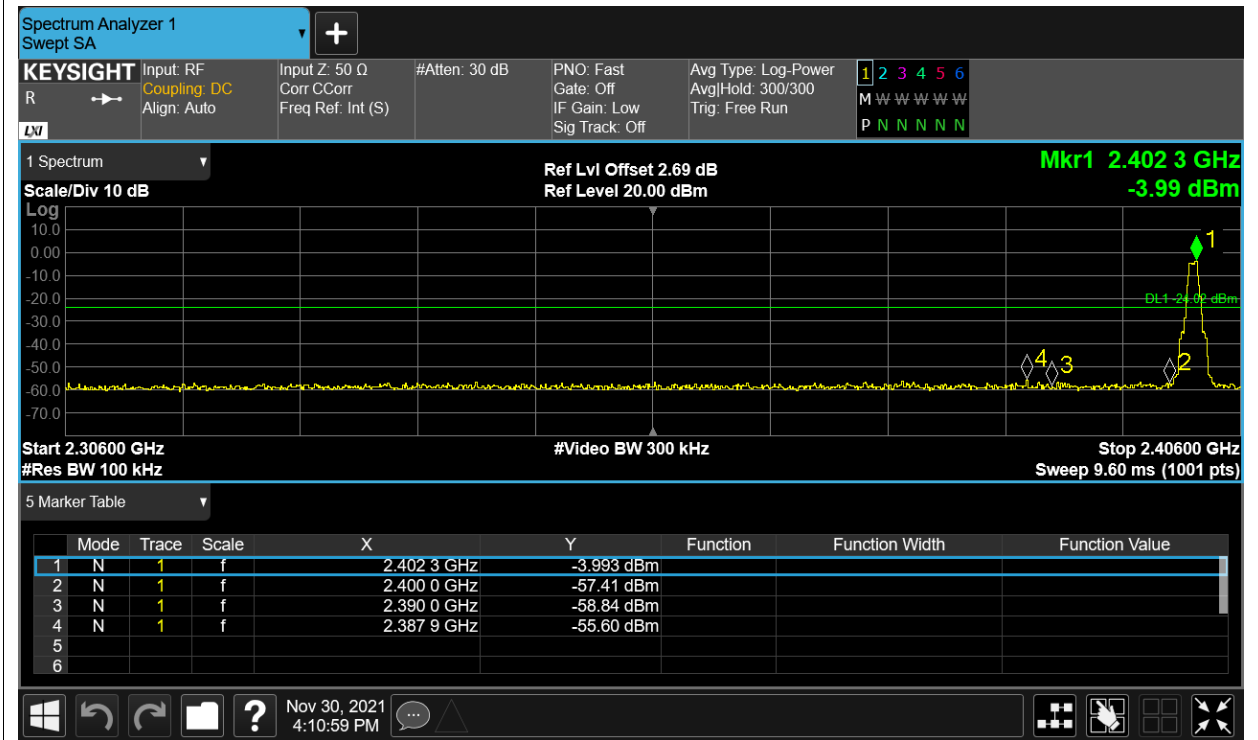 Spectrum Analyzer 1
Swept SA
KEYSIGHT Input: RF Input Z: 50 Ω #Atten: 30 dB PNO: Fast Avg Type: Log-Power 1 2 3 4 5 6
R Coupling: DC Corr CCorr Gate: Off Avg|Hold: 300/300 M W W W W W W
Align: Auto Freq Ref: Int (S) IF Gain: Low Trig: Free Run
LXI Sig Track: Off P N N N N N N
1 Spectrum Ref Lvl Offset 2.69 dB Mkr1 2.402 3 GHz
Scale/Div 10 dB Ref Level 20.00 dBm -3.99 dBm
Log
10.0
1
0.00
-10.0
-20.0
DL1 -24.02 dBm
-30.0
-40.0
4 3 2
-50.0
-60.0
-70.0
Start 2.30600 GHz #Video BW 300 kHz Stop 2.40600 GHz
#Res BW 100 kHz Sweep 9.60 ms (1001 pts)
5 Marker Table
Mode Trace Scale X Y Function Function Width Function Value
1 N 1 f 2.402 3 GHz -3.993 dBm
2 N 1 f 2.400 0 GHz -57.41 dBm
3 N 1 f 2.390 0 GHz -58.84 dBm
4 N 1 f 2.387 9 GHz -55.60 dBm
5
6
? Nov 30, 2021
4:10:59 PM